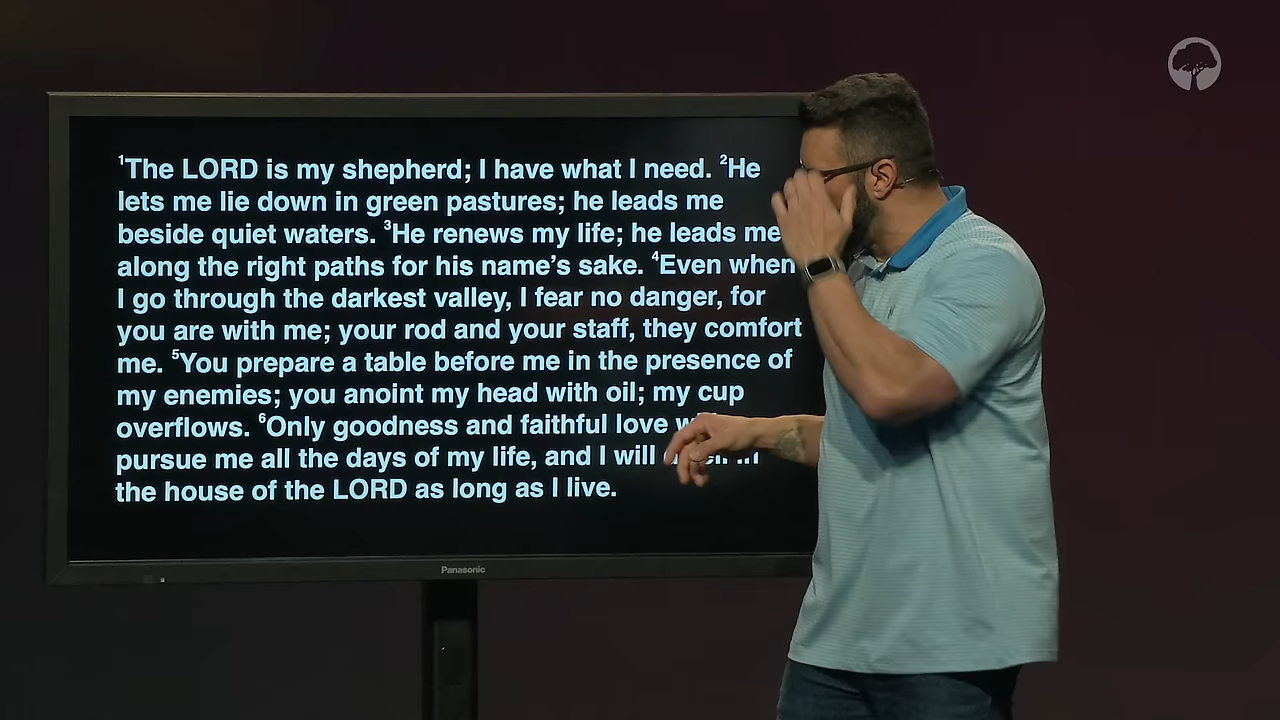 ¹The LORD is my shepherd; I have what I need. ²He
lets me lie down in green pastures; he leads me
beside quiet waters. ³He renews my life; he leads me
along the right paths for his name’s sake. ⁴Even when
I go through the darkest valley, I fear no danger, for
you are with me; your rod and your staff, they comfort
me. ⁵You prepare a table before me in the presence of
my enemies; you anoint my head with oil; my cup
overflows. ⁶Only goodness and faithful love
pursue me all the days of my life, and I will
the house of the LORD as long as I live.
Panasonic